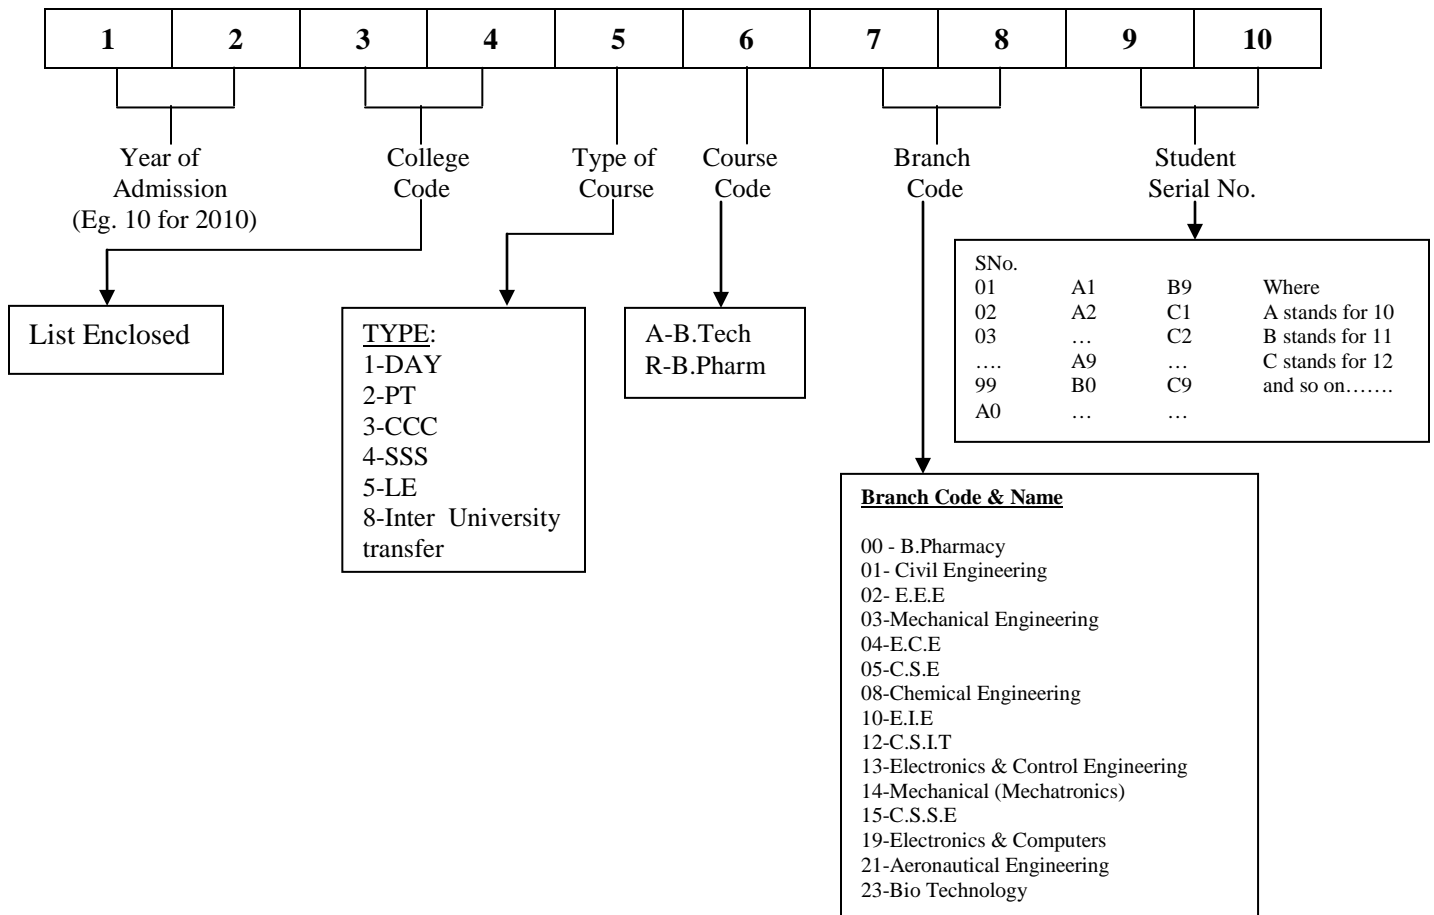 1 2 3 4 5 6 7 8 9 10
Year of
Admission
(Eg. 10 for 2010)
College
Code
Type of
Course
Course
Code
Branch
Code
Student
Serial No.
List Enclosed
TYPE:
1-DAY
2-PT
3-CCC
4-SSS
5-LE
8-Inter University
transfer
A-B.Tech
R-B.Pharm
SNo.
01 A1 B9 Where
02 A2 C1 A stands for 10
03 … C2 B stands for 11
…. A9 … C stands for 12
99 B0 C9 and so on…….
A0 … …
Branch Code & Name
00 - B.Pharmacy
01- Civil Engineering
02- E.E.E
03-Mechanical Engineering
04-E.C.E
05-C.S.E
08-Chemical Engineering
10-E.I.E
12-C.S.I.T
13-Electronics & Control Engineering
14-Mechanical (Mechatronics)
15-C.S.S.E
19-Electronics & Computers
21-Aeronautical Engineering
23-Bio Technology